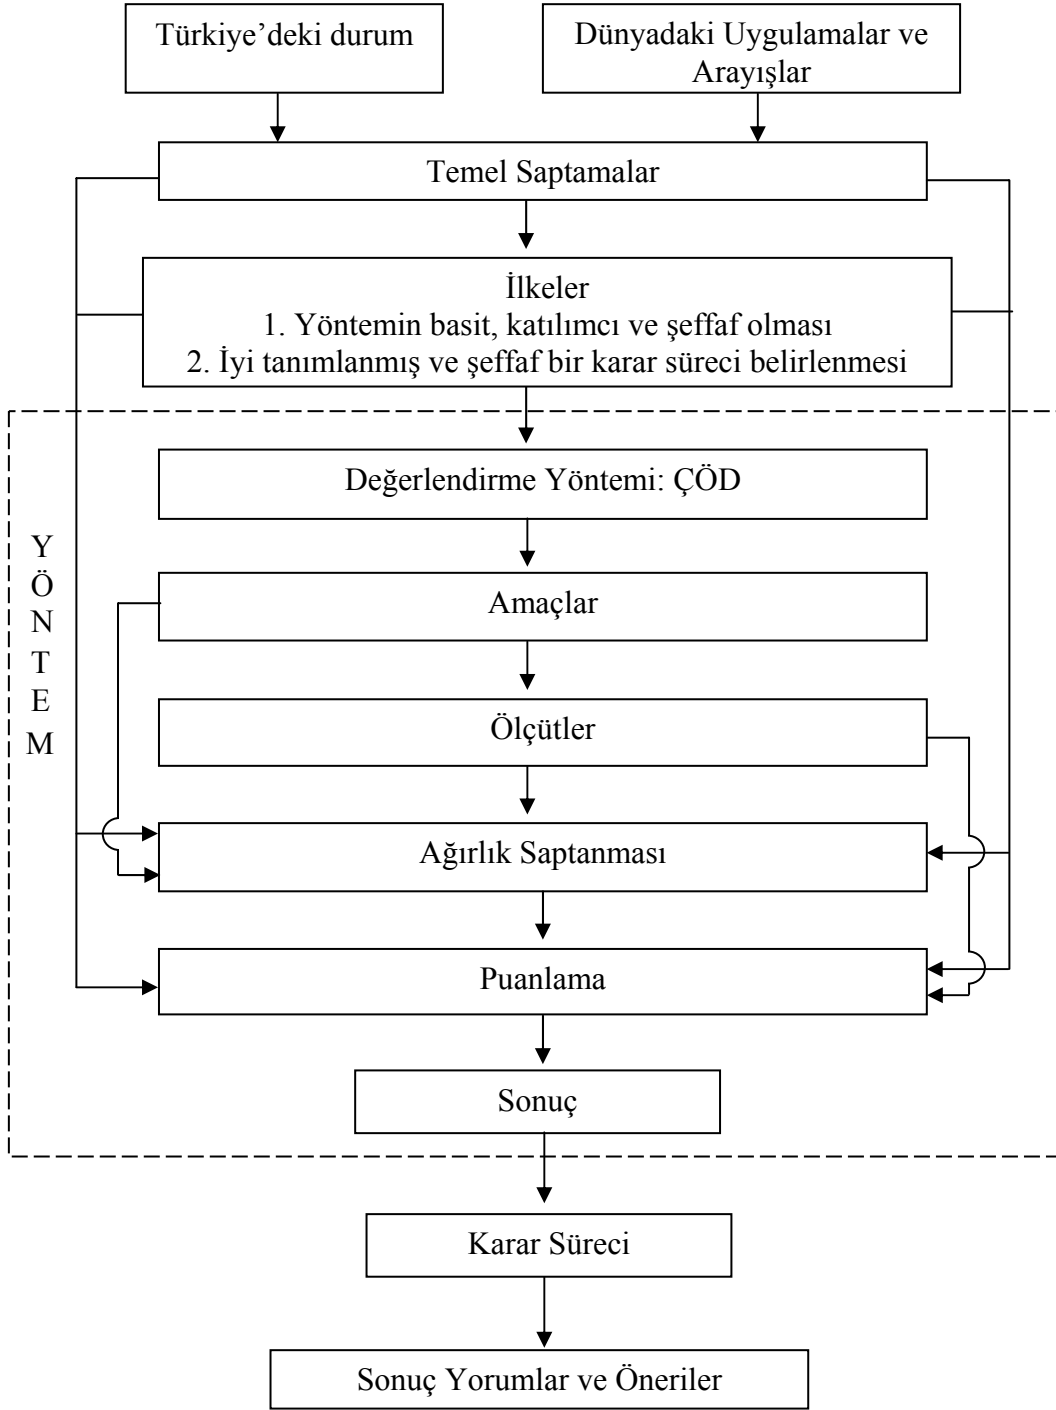 Türkiye’deki durum
Dünyadaki Uygulamalar ve
Arayışlar
Temel Saptamalar
İlkeler
1. Yöntemin basit, katılımcı ve şeffaf olması
2. İyi tanımlanmış ve şeffaf bir karar süreci belirlenmesi
YÖNTEM
Değerlendirme Yöntemi: ÇÖD
Amaçlar
Ölçütler
Ağırlık Saptanması
Puanlama
Sonuç
Karar Süreci
Sonuç Yorumlar ve Öneriler